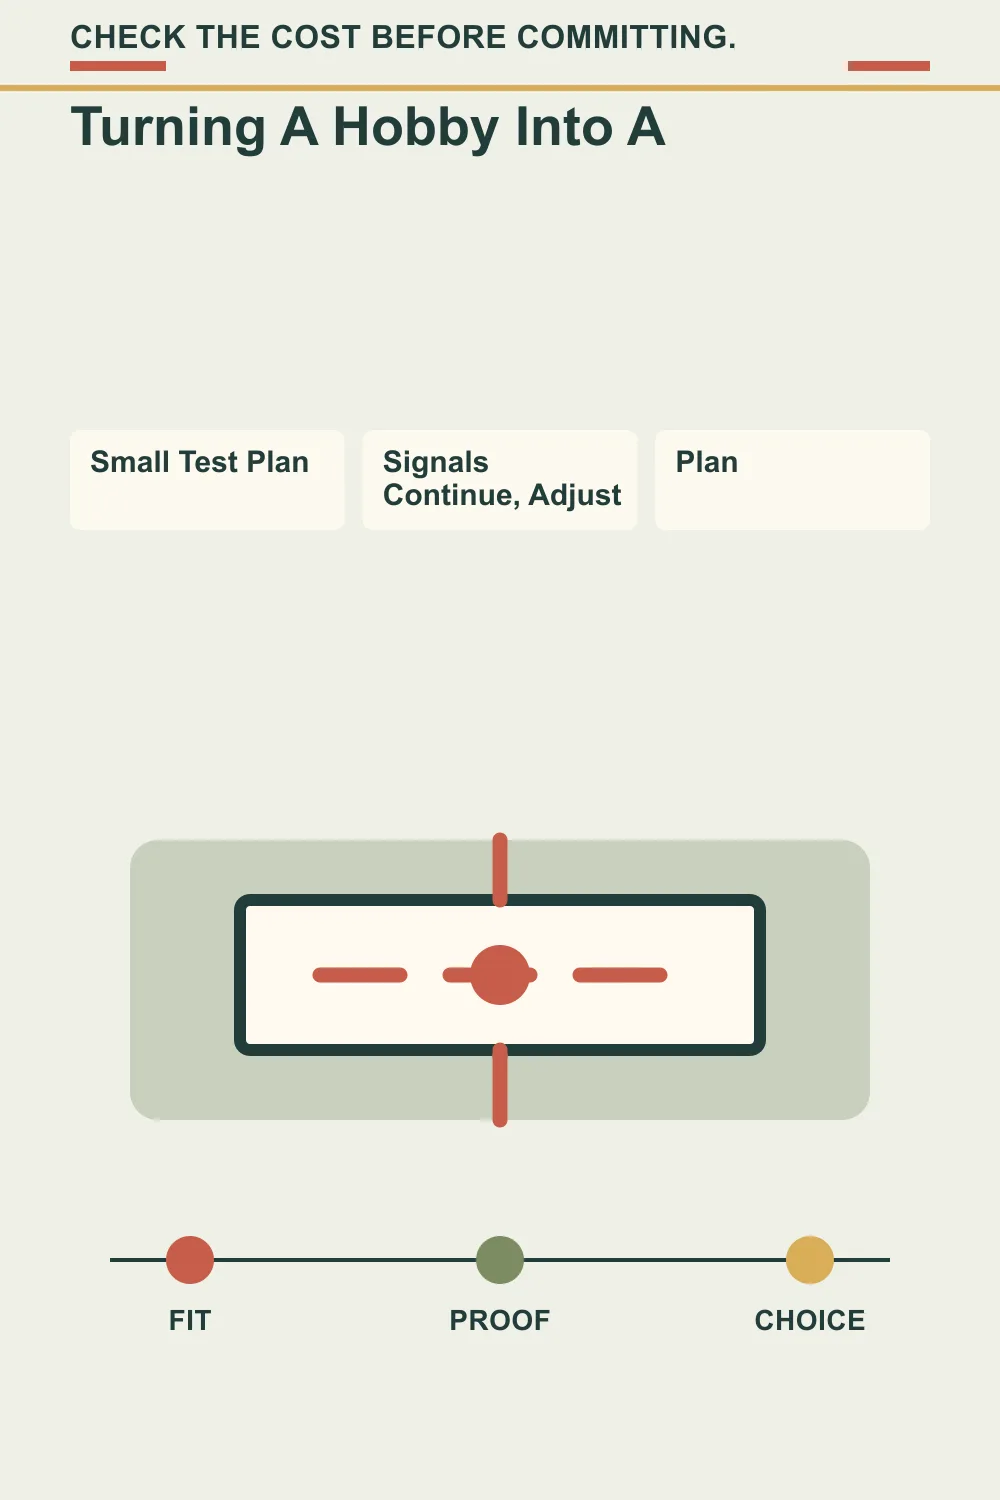 CHECK THE COST BEFORE COMMITTING.
Turning A Hobby Into A
Small Test Plan
Signals
Continue, Adjust
Plan
FIT
PROOF
CHOICE